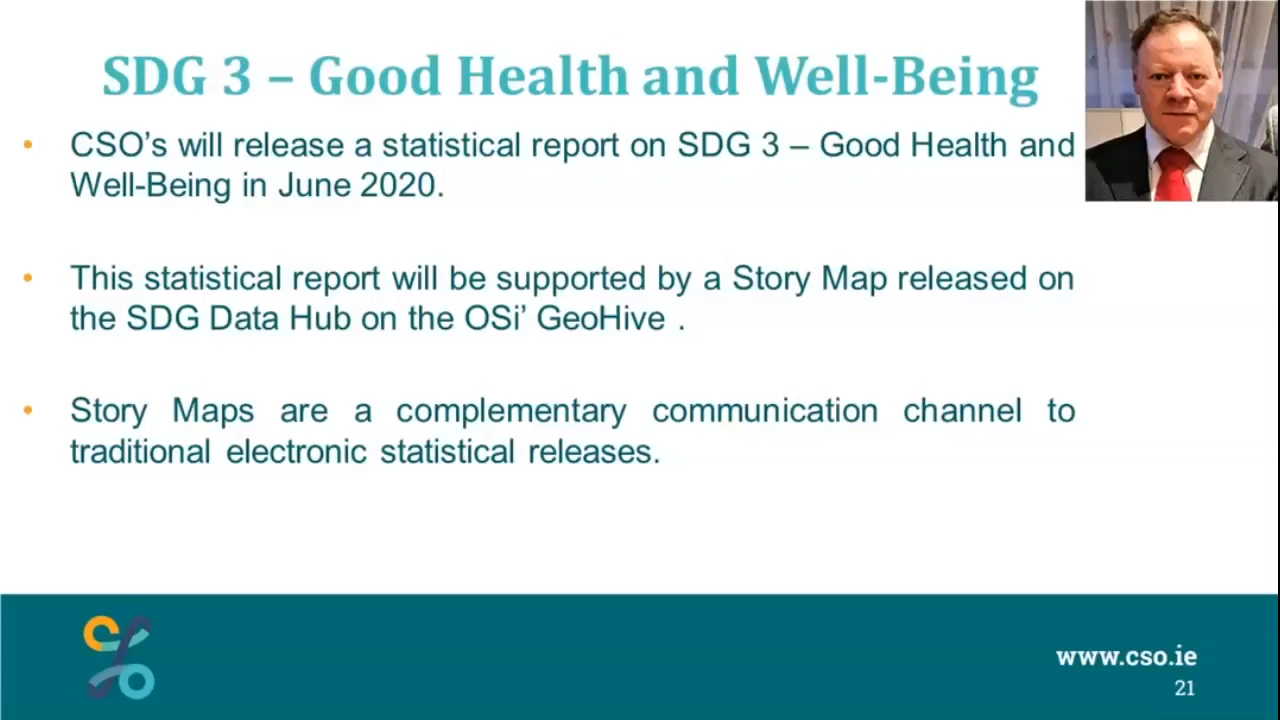 SDG 3 – Good Health and Well-Being
• CSO’s will release a statistical report on SDG 3 – Good Health and
Well-Being in June 2020.
• This statistical report will be supported by a Story Map released on
the SDG Data Hub on the OSi’ GeoHive .
• Story Maps are a complementary communication channel to
traditional electronic statistical releases.
www.cso.ie
21